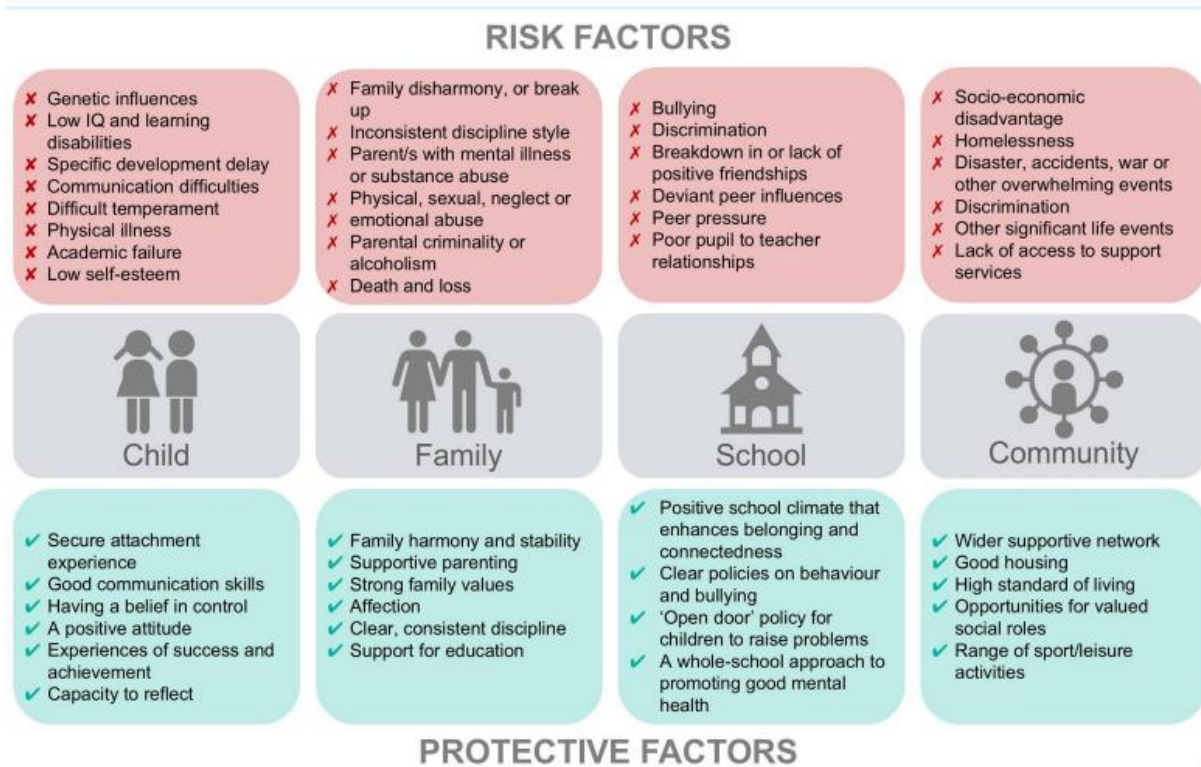 RISK FACTORS
✗ Genetic influences
✗ Low IQ and learning
disabilities
✗ Specific development delay
✗ Communication difficulties
✗ Difficult temperament
✗ Physical illness
✗ Academic failure
✗ Low self-esteem
✗ Family disharmony, or break
up
✗ Inconsistent discipline style
✗ Parent/s with mental illness
or substance abuse
✗ Physical, sexual, neglect or
✗ emotional abuse
✗ Parental criminality or
alcoholism
✗ Death and loss
✗ Bullying
✗ Discrimination
✗ Breakdown in or lack of
positive friendships
✗ Deviant peer influences
✗ Peer pressure
✗ Poor pupil to teacher
relationships
✗ Socio-economic
disadvantage
✗ Homelessness
✗ Disaster, accidents, war or
other overwhelming events
✗ Discrimination
✗ Other significant life events
✗ Lack of access to support
services
Child
Family
School
Community
✔ Secure attachment
experience
✔ Good communication skills
✔ Having a belief in control
✔ A positive attitude
✔ Experiences of success and
achievement
✔ Capacity to reflect
✔ Family harmony and stability
✔ Supportive parenting
✔ Strong family values
✔ Affection
✔ Clear, consistent discipline
✔ Support for education
✔ Positive school climate that
enhances belonging and
connectedness
✔ Clear policies on behaviour
and bullying
✔ ‘Open door’ policy for
children to raise problems
✔ A whole-school approach to
promoting good mental
health
✔ Wider supportive network
✔ Good housing
✔ High standard of living
✔ Opportunities for valued
social roles
✔ Range of sport/leisure
activities
PROTECTIVE FACTORS